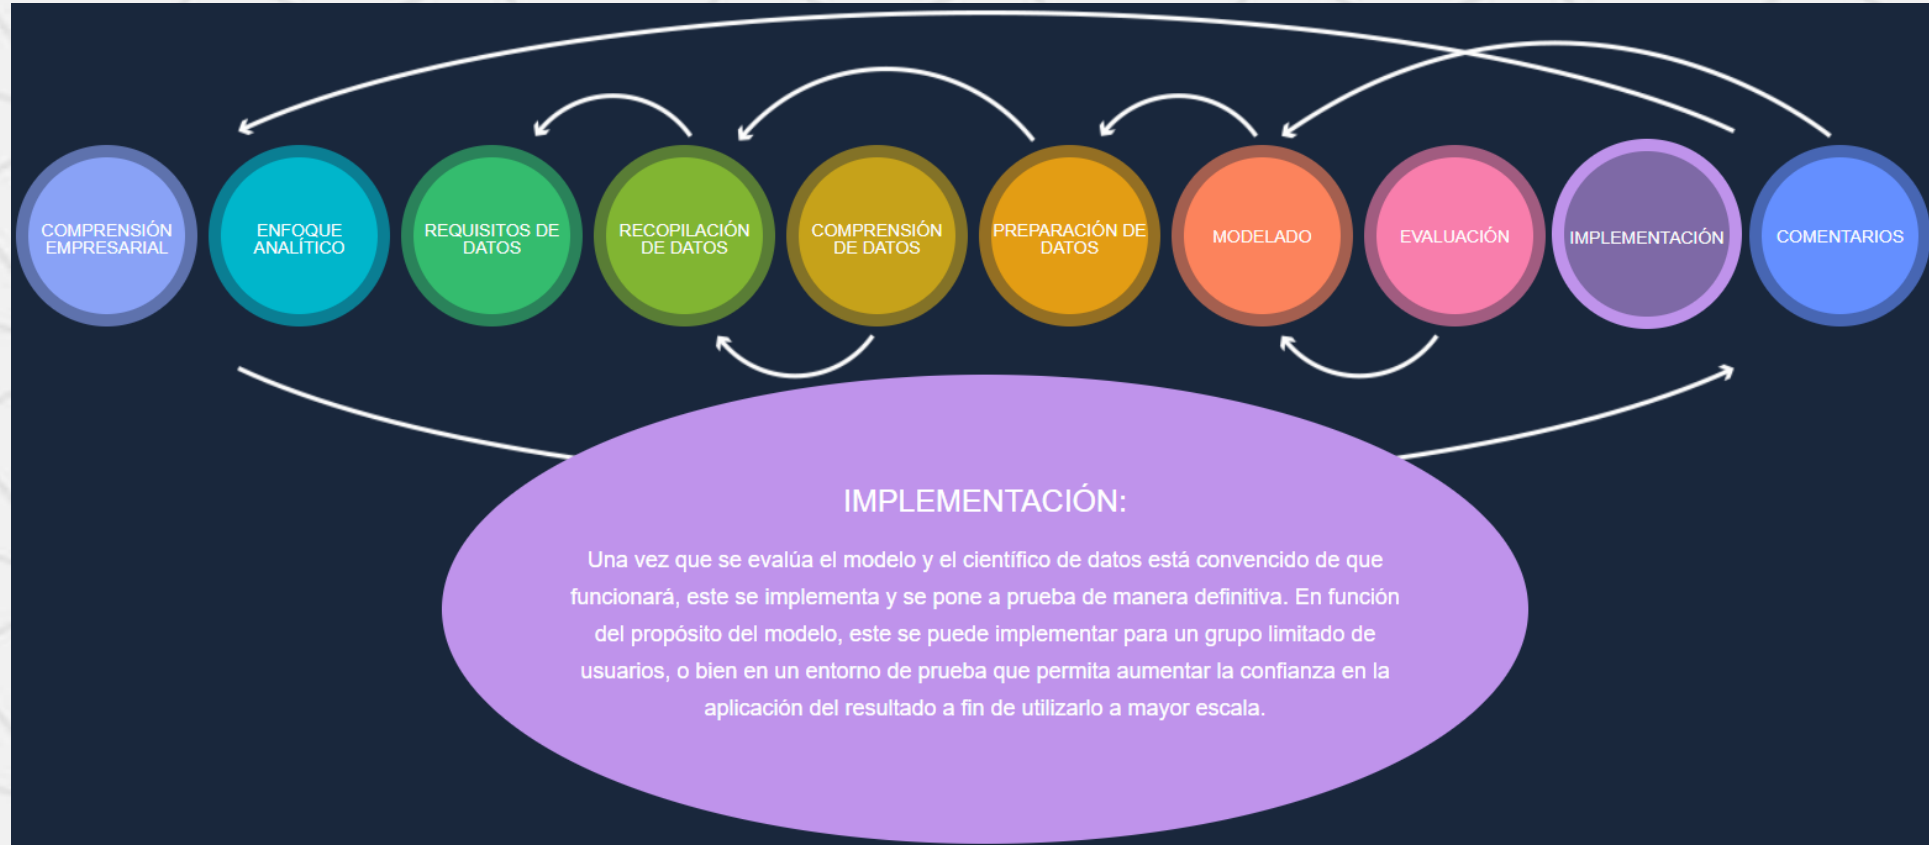 COMPRENSIÓN
EMPRESARIAL
ENFOQUE
ANALÍTICO
REQUISITOS DE
DATOS
RECOPILACIÓN
DE DATOS
COMPRENSIÓN
DE DATOS
PREPARACIÓN DE
DATOS
MODELADO
EVALUACIÓN
IMPLEMENTACIÓN
COMENTARIOS
IMPLEMENTACIÓN:
Una vez que se evalúa el modelo y el científico de datos está convencido de que
funcionará, este se implementa y se pone a prueba de manera definitiva. En función
del propósito del modelo, este se puede implementar para un grupo limitado de
usuarios, o bien en un entorno de prueba que permita aumentar la confianza en la
aplicación del resultado a fin de utilizarlo a mayor escala.